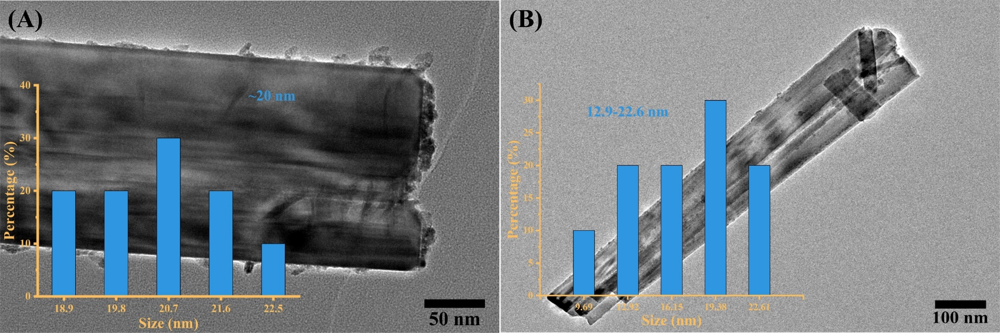 (A)
~20 nm
40
30
20
10
0
Percentage (%)
18.9 19.8 20.7 21.6 22.5
Size (nm)
50 nm
(B)
12.9-22.6 nm
30
25
20
15
10
5
0
Percentage (%)
9.69 12.92 16.15 19.38 22.61
Size (nm)
100 nm